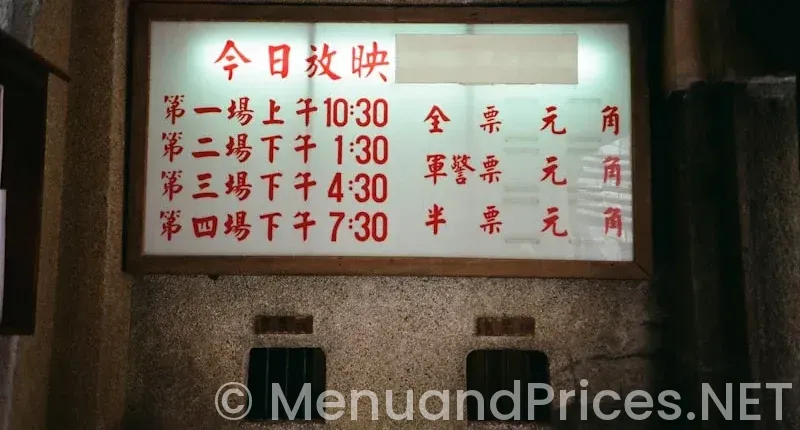 今日放映
第一場上午10:30 全票 元 角
第二場下午1:30 軍警票 元 角
第三場下午4:30 元 角
第四場下午7:30 半票 元 角
© MenuandPrices.NET